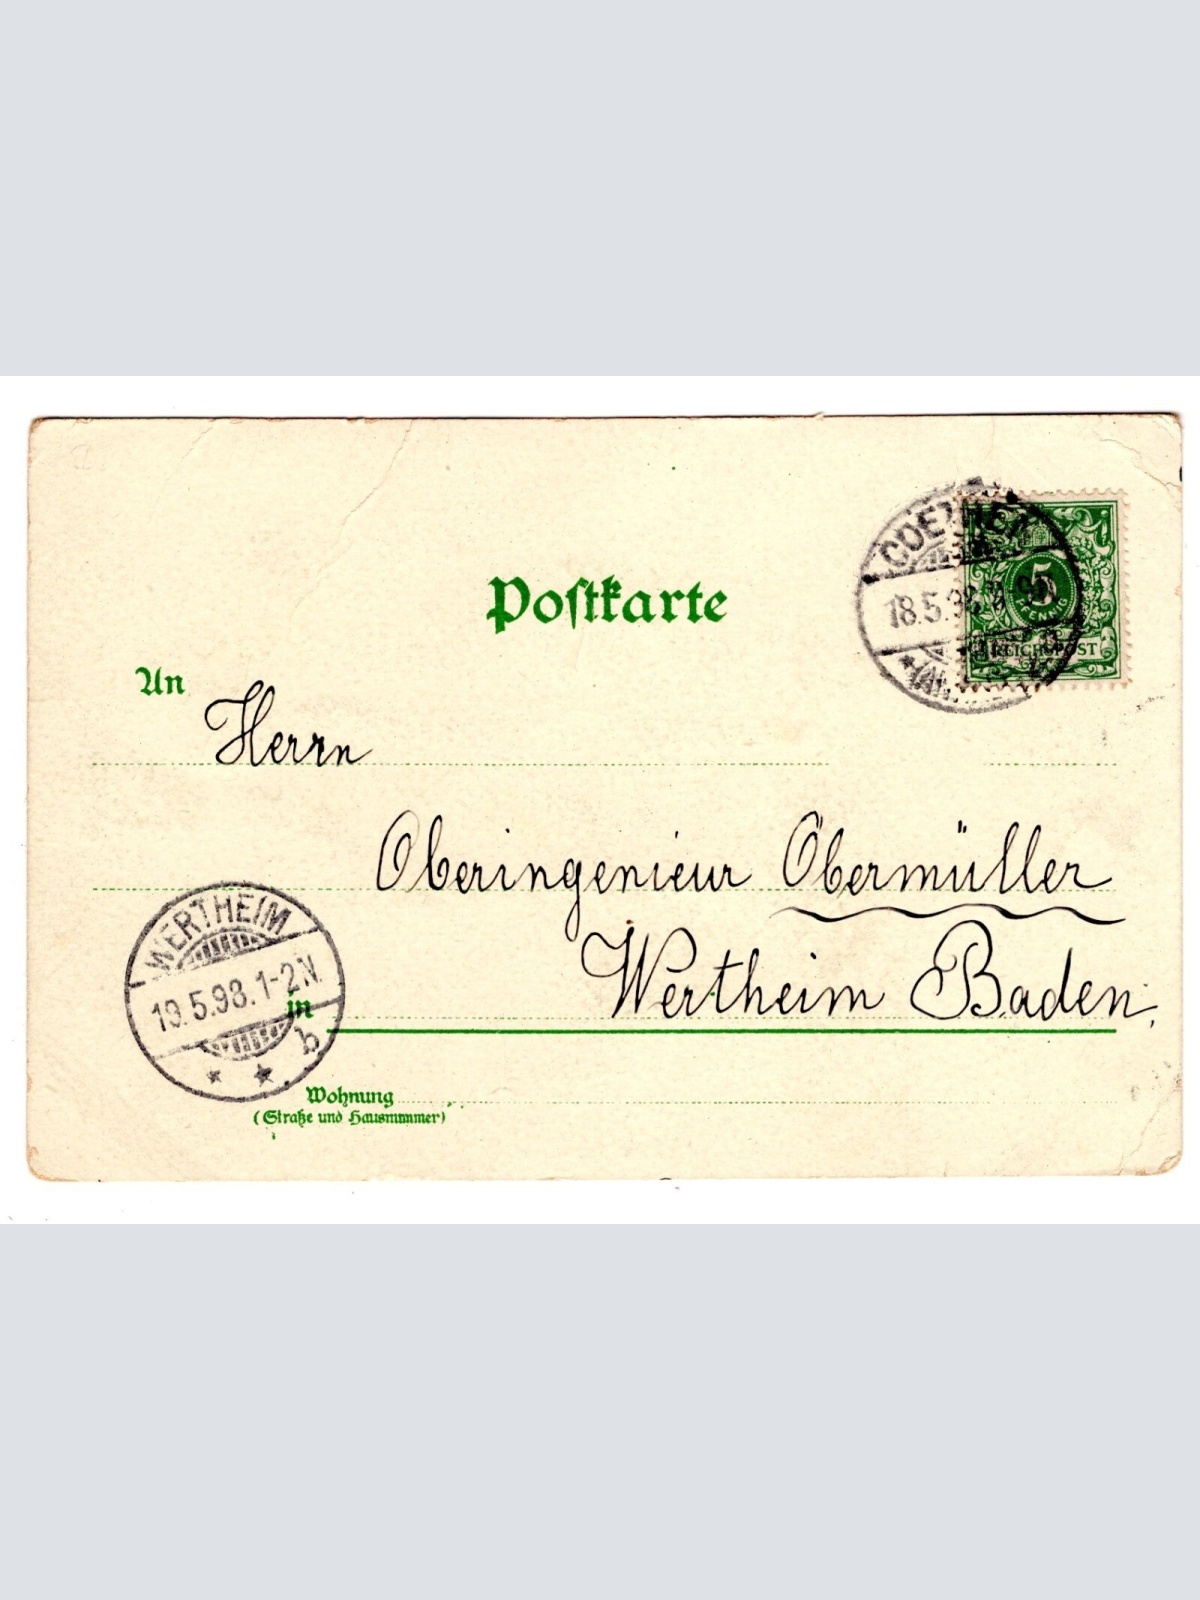 Postkarte
COETHEN
18.5.98
5
PFENNIG
REICHSPOST
An
Herrn
Oberingenieur Obermüller
Wertheim Baden.
WERTHEIM
19.5.98.1-2N.
b
in
Wohnung
(Straße und Hausnummer)